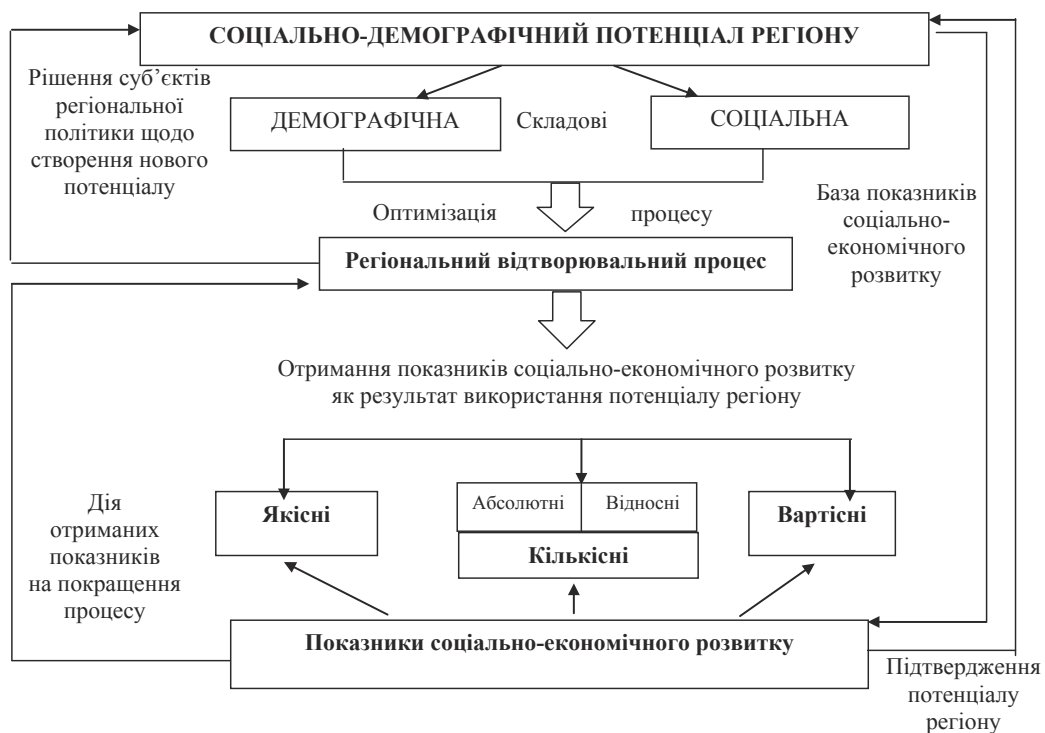 СОЦІАЛЬНО-ДЕМОГРАФІЧНИЙ ПОТЕНЦІАЛ РЕГІОНУ
Рішення суб’єктів
регіональної
політики щодо
створення нового
потенціалу
ДЕМОГРАФІЧНА
Складові
СОЦІАЛЬНА
База показників
соціально-
економічного
розвитку
Оптимізація
процесу
Регіональний відтворювальний процес
Отримання показників соціально-економічного розвитку
як результат використання потенціалу регіону
Дія
отриманих
показників
на покращення
процесу
Якісні
Абсолютні
Відносні
Кількісні
Вартісні
Показники соціально-економічного розвитку
Підтвердження
потенціалу
регіону